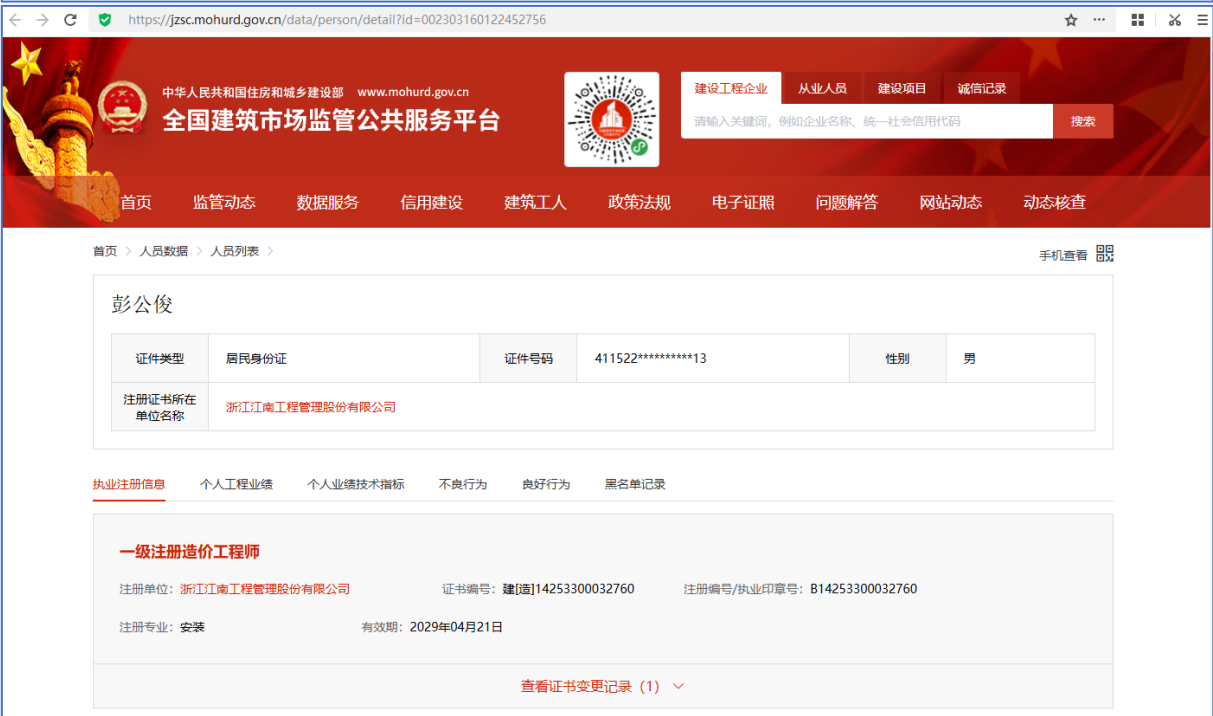 https://jzsc.mohurd.gov.cn/data/person/detail?id=002303160122452756
中华人民共和国住房和城乡建设部 www.mohurd.gov.cn
全国建筑市场监管公共服务平台
建设工程企业 从业人员 建设项目 诚信记录
请输入关键词，例如企业名称、统一社会信用代码 搜索
首页 监管动态 数据服务 信用建设 建筑工人 政策法规 电子证照 问题解答 网站动态 动态核查
首页 > 人员数据 > 人员列表 >
手机查看
彭公俊
证件类型 居民身份证 证件号码 411522**********13 性别 男
注册证书所在
单位名称
浙江江南工程管理股份有限公司
执业注册信息 个人工程业绩 个人业绩技术指标 不良行为 良好行为 黑名单记录
一级注册造价工程师
注册单位：浙江江南工程管理股份有限公司 证书编号：建[造]14253300032760 注册编号/执业印章号：B14253300032760
注册专业：安装 有效期：2029年04月21日
查看证书变更记录（1）